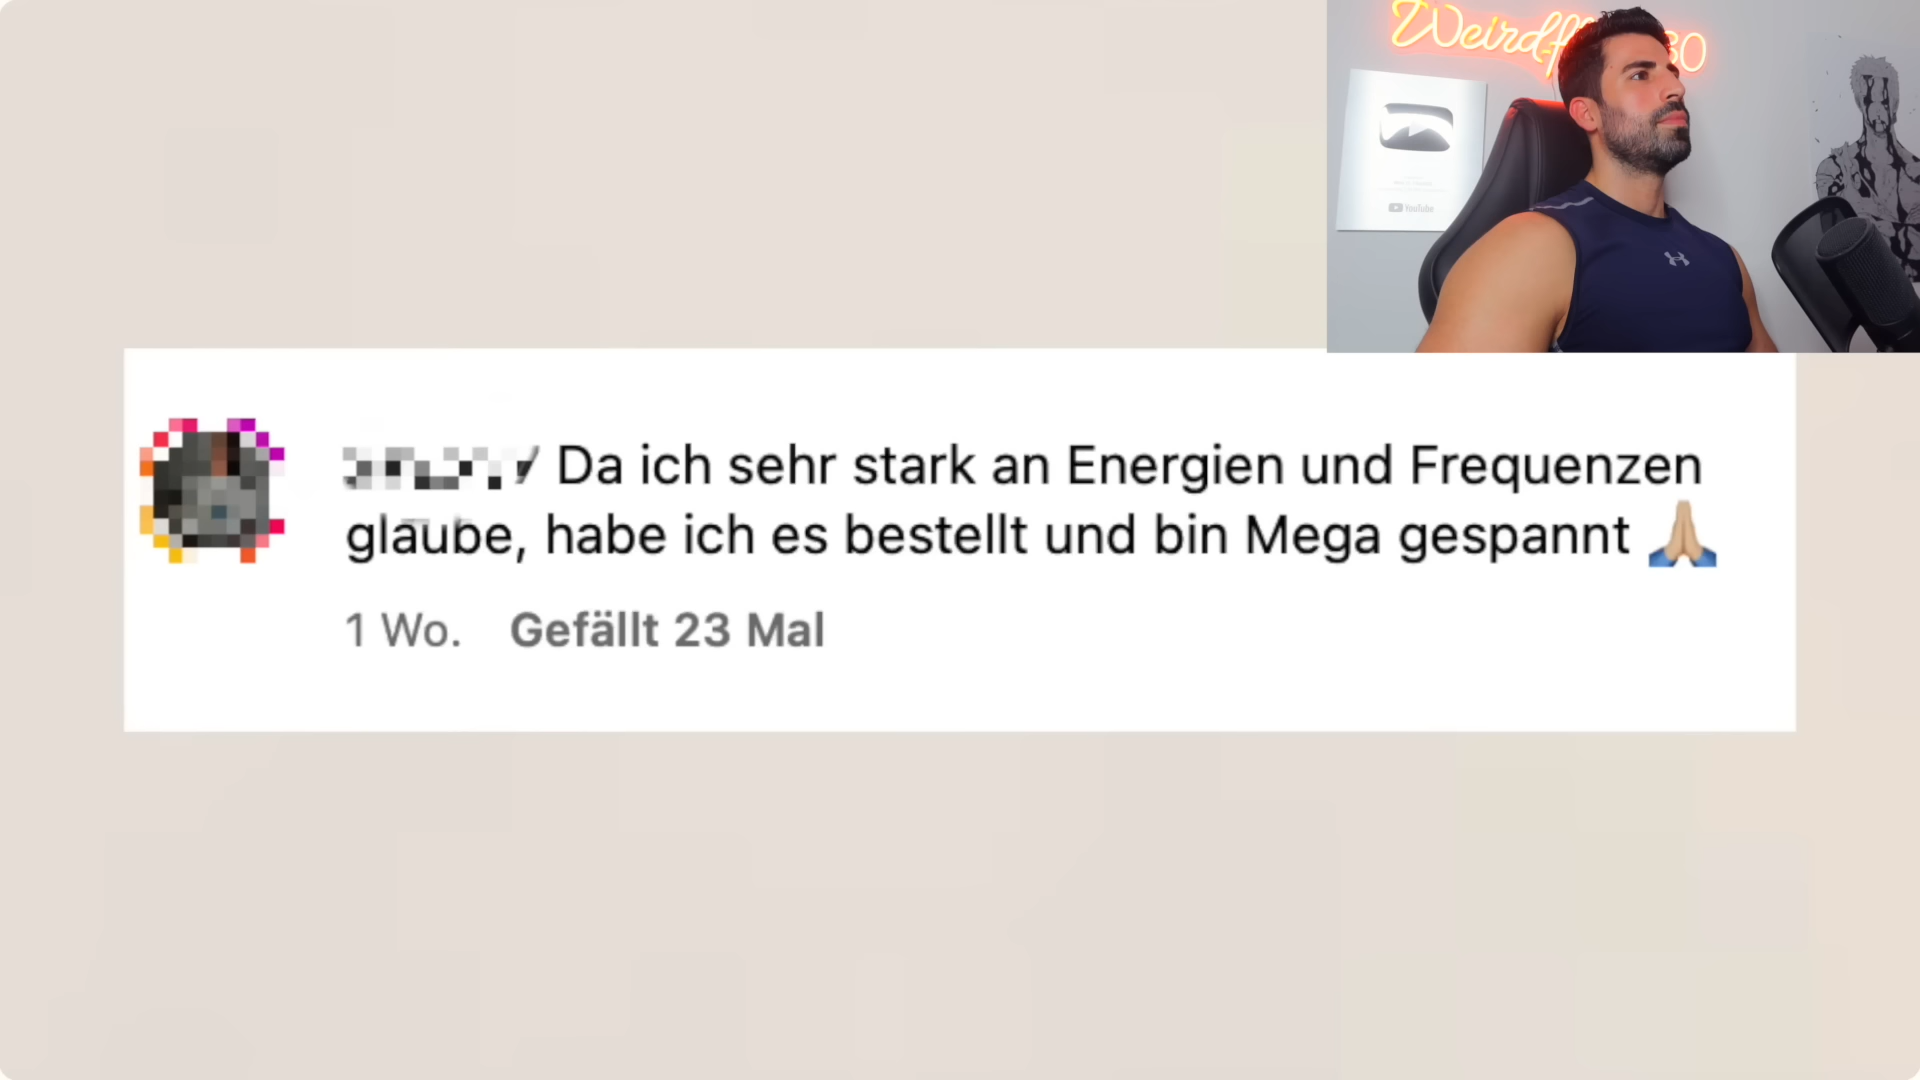 YouTube
Da ich sehr stark an Energien und Frequenzen
glaube, habe ich es bestellt und bin Mega gespannt 🙏🏼
1 Wo. Gefällt 23 Mal